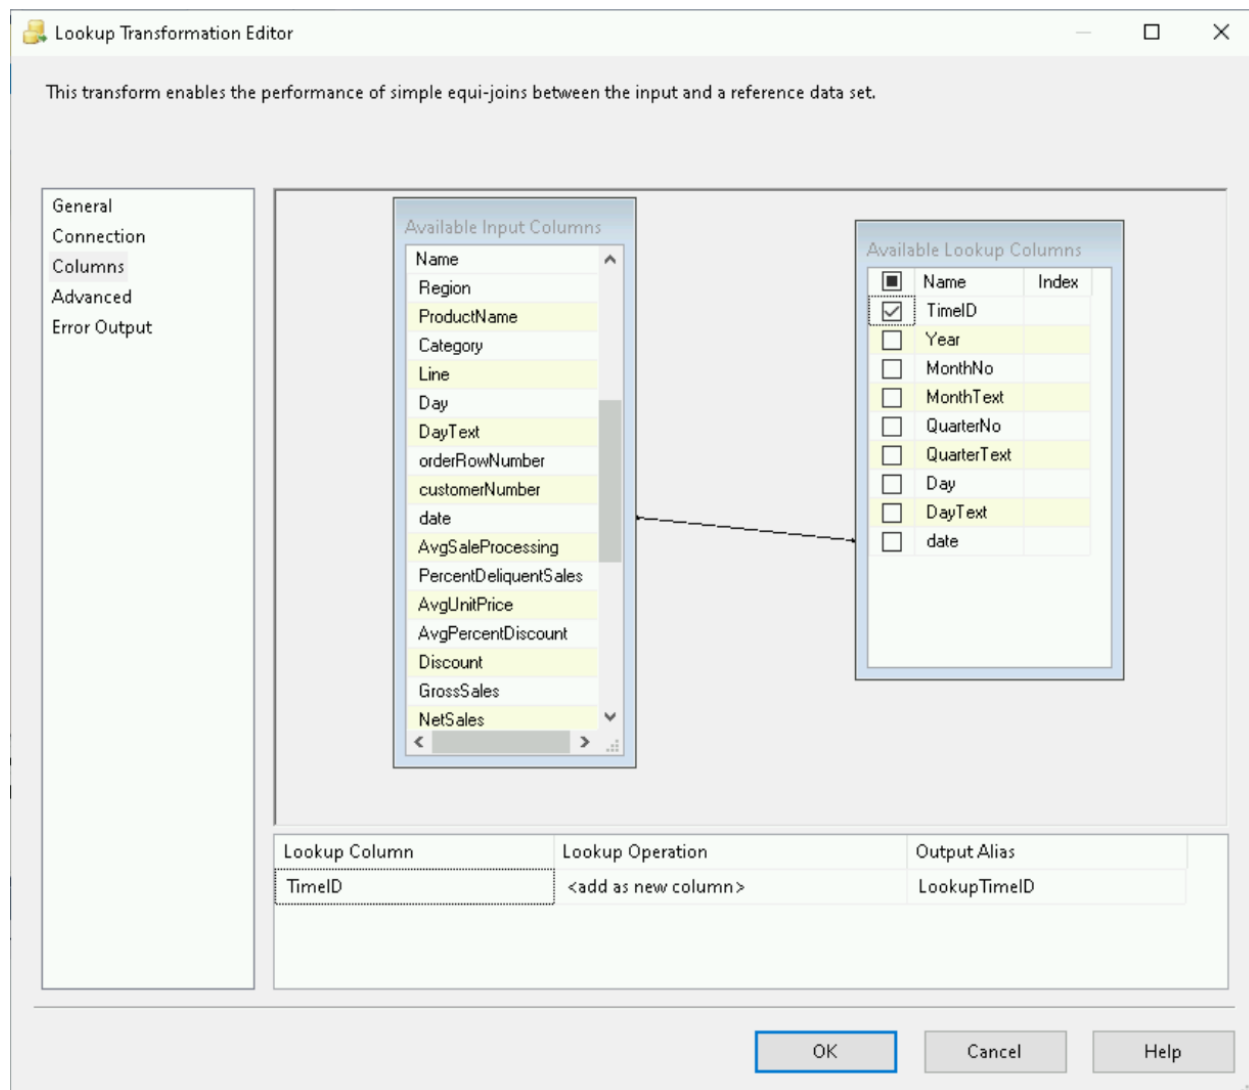 Lookup Transformation Editor
This transform enables the performance of simple equi-joins between the input and a reference data set.
General
Connection
Columns
Advanced
Error Output
Available Input Columns
Name
Region
ProductName
Category
Line
Day
DayText
orderRowNumber
customerNumber
date
AvgSaleProcessing
PercentDeliquentSales
AvgUnitPrice
AvgPercentDiscount
Discount
GrossSales
NetSales
Available Lookup Columns
Name Index
TimeID
Year
MonthNo
MonthText
QuarterNo
QuarterText
Day
DayText
date
Lookup Column Lookup Operation Output Alias
TimeID <add as new column> LookupTimeID
OK Cancel Help